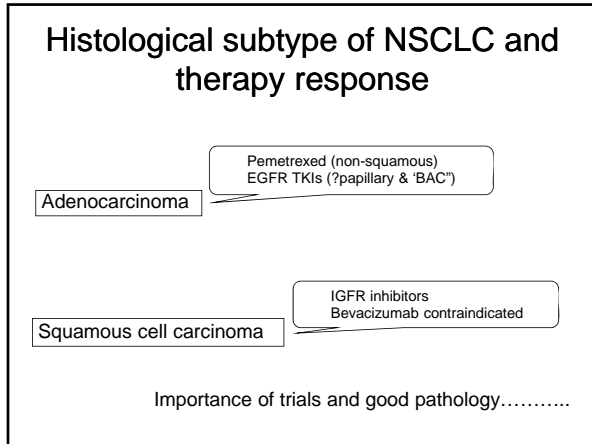 Histological subtype of NSCLC and
therapy response
Pemetrexed (non-squamous)
EGFR TKIs (?papillary & ‘BAC”)
Adenocarcinoma
IGFR inhibitors
Bevacizumab contraindicated
Squamous cell carcinoma
Importance of trials and good pathology………..